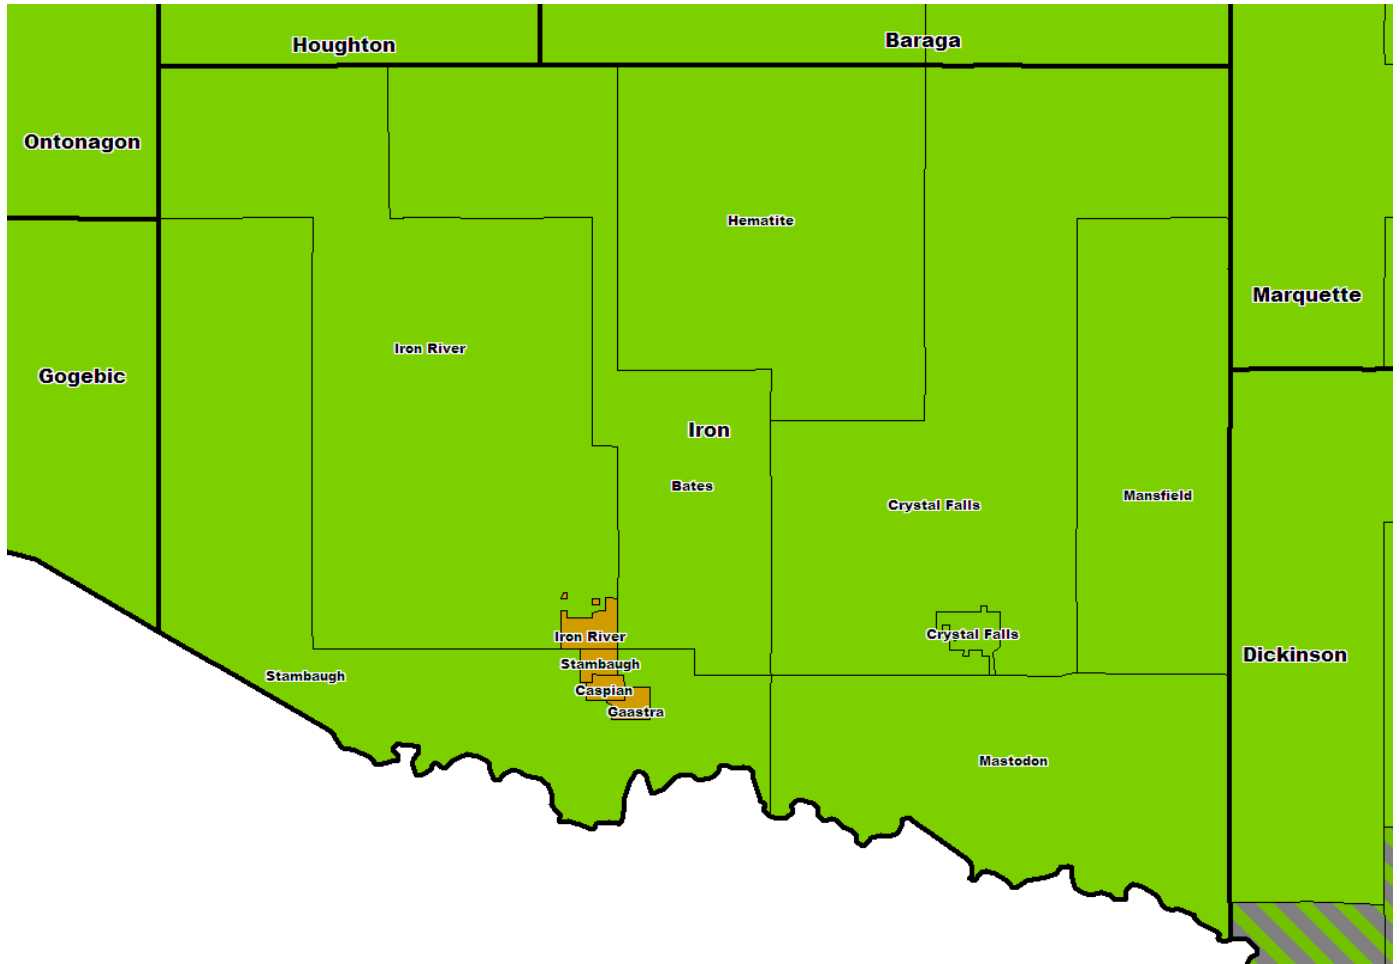 Houghton
Baraga
Ontonagon
Hematite
Marquette
Iron River
Gogebic
Iron
Bates
Mansfield
Crystal Falls
Iron River
Crystal Falls
Dickinson
Stambaugh
Stambaugh
Caspian
Gaastra
Mastodon